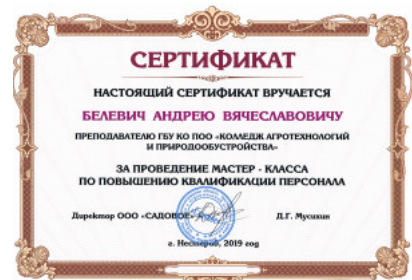 СЕРТИФИКАТ
НАСТОЯЩИЙ СЕРТИФИКАТ ВРУЧАЕТСЯ
БЕЛЕВИЧ АНДРЕЮ ВЯЧЕСЛАВОВИЧУ
ПРЕПОДАВАТЕЛЮ ГБУ КО ПОО «КОЛЛЕДЖ АГРОТЕХНОЛОГИЙ
И ПРИРОДООБУСТРОЙСТВА»
ЗА ПРОВЕДЕНИЕ МАСТЕР - КЛАССА
ПО ПОВЫШЕНИЮ КВАЛИФИКАЦИИ ПЕРСОНАЛА
Директор ООО «САДОВОЕ» Д.Г. Мусихин
г. Нестеров, 2019 год